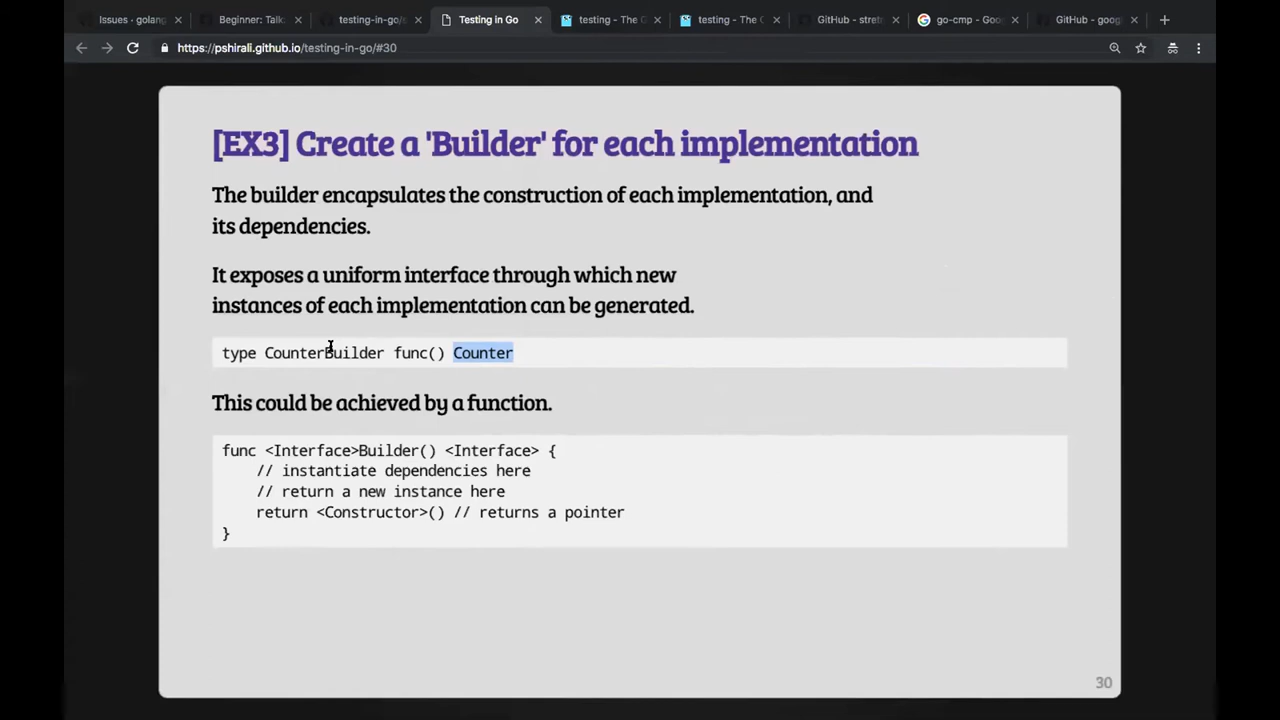 Issues · golang
Beginner: Talk
testing-in-go/s
Testing in Go
testing - The G
testing - The G
GitHub - stretr
go-cmp - Goo
GitHub - goog
https://pshirali.github.io/testing-in-go/#30
[EX3] Create a 'Builder' for each implementation
The builder encapsulates the construction of each implementation, and
its dependencies.
It exposes a uniform interface through which new
instances of each implementation can be generated.
type CounterBuilder func() Counter
This could be achieved by a function.
func <Interface>Builder() <Interface> {
// instantiate dependencies here
// return a new instance here
return <Constructor>() // returns a pointer
}
30